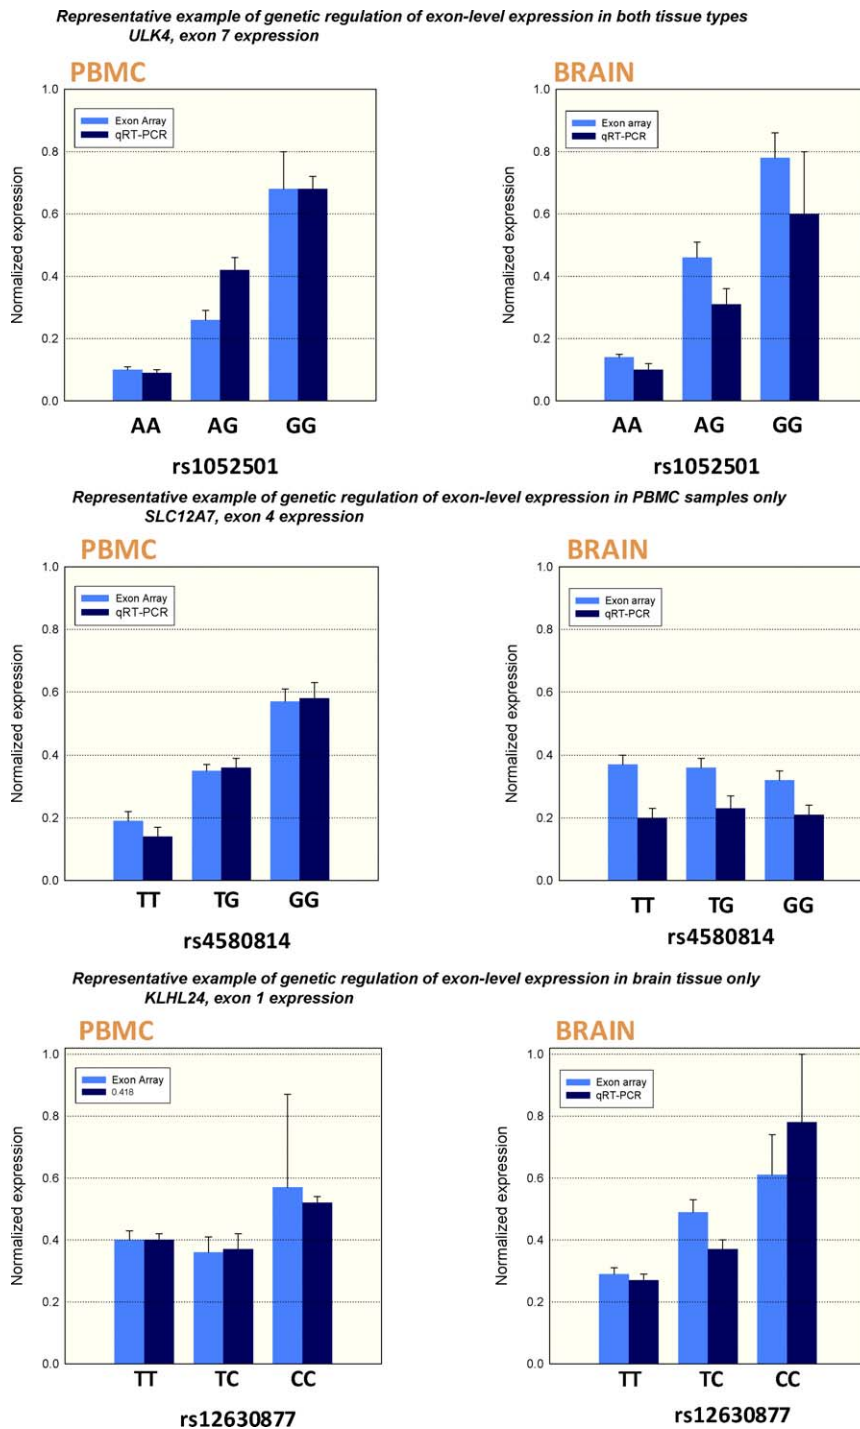 Representative example of genetic regulation of exon-level expression in both tissue types
ULK4, exon 7 expression
PBMC
1.0
0.8
0.6
0.4
0.2
0.0
Normalized expression
Exon Array
qRT-PCR
AA AG GG
rs1052501
BRAIN
1.0
0.8
0.6
0.4
0.2
0.0
Normalized expression
Exon array
qRT-PCR
AA AG GG
rs1052501
Representative example of genetic regulation of exon-level expression in PBMC samples only
SLC12A7, exon 4 expression
PBMC
1.0
0.8
0.6
0.4
0.2
0.0
Normalized expression
Exon Array
qRT-PCR
TT TG GG
rs4580814
BRAIN
1.0
0.8
0.6
0.4
0.2
0.0
Normalized expression
Exon array
qRT-PCR
TT TG GG
rs4580814
Representative example of genetic regulation of exon-level expression in brain tissue only
KLHL24, exon 1 expression
PBMC
1.0
0.8
0.6
0.4
0.2
0.0
Normalized expression
Exon Array
0.418
TT TC CC
rs12630877
BRAIN
1.0
0.8
0.6
0.4
0.2
0.0
Normalized expression
Exon array
qRT-PCR
TT TC CC
rs12630877